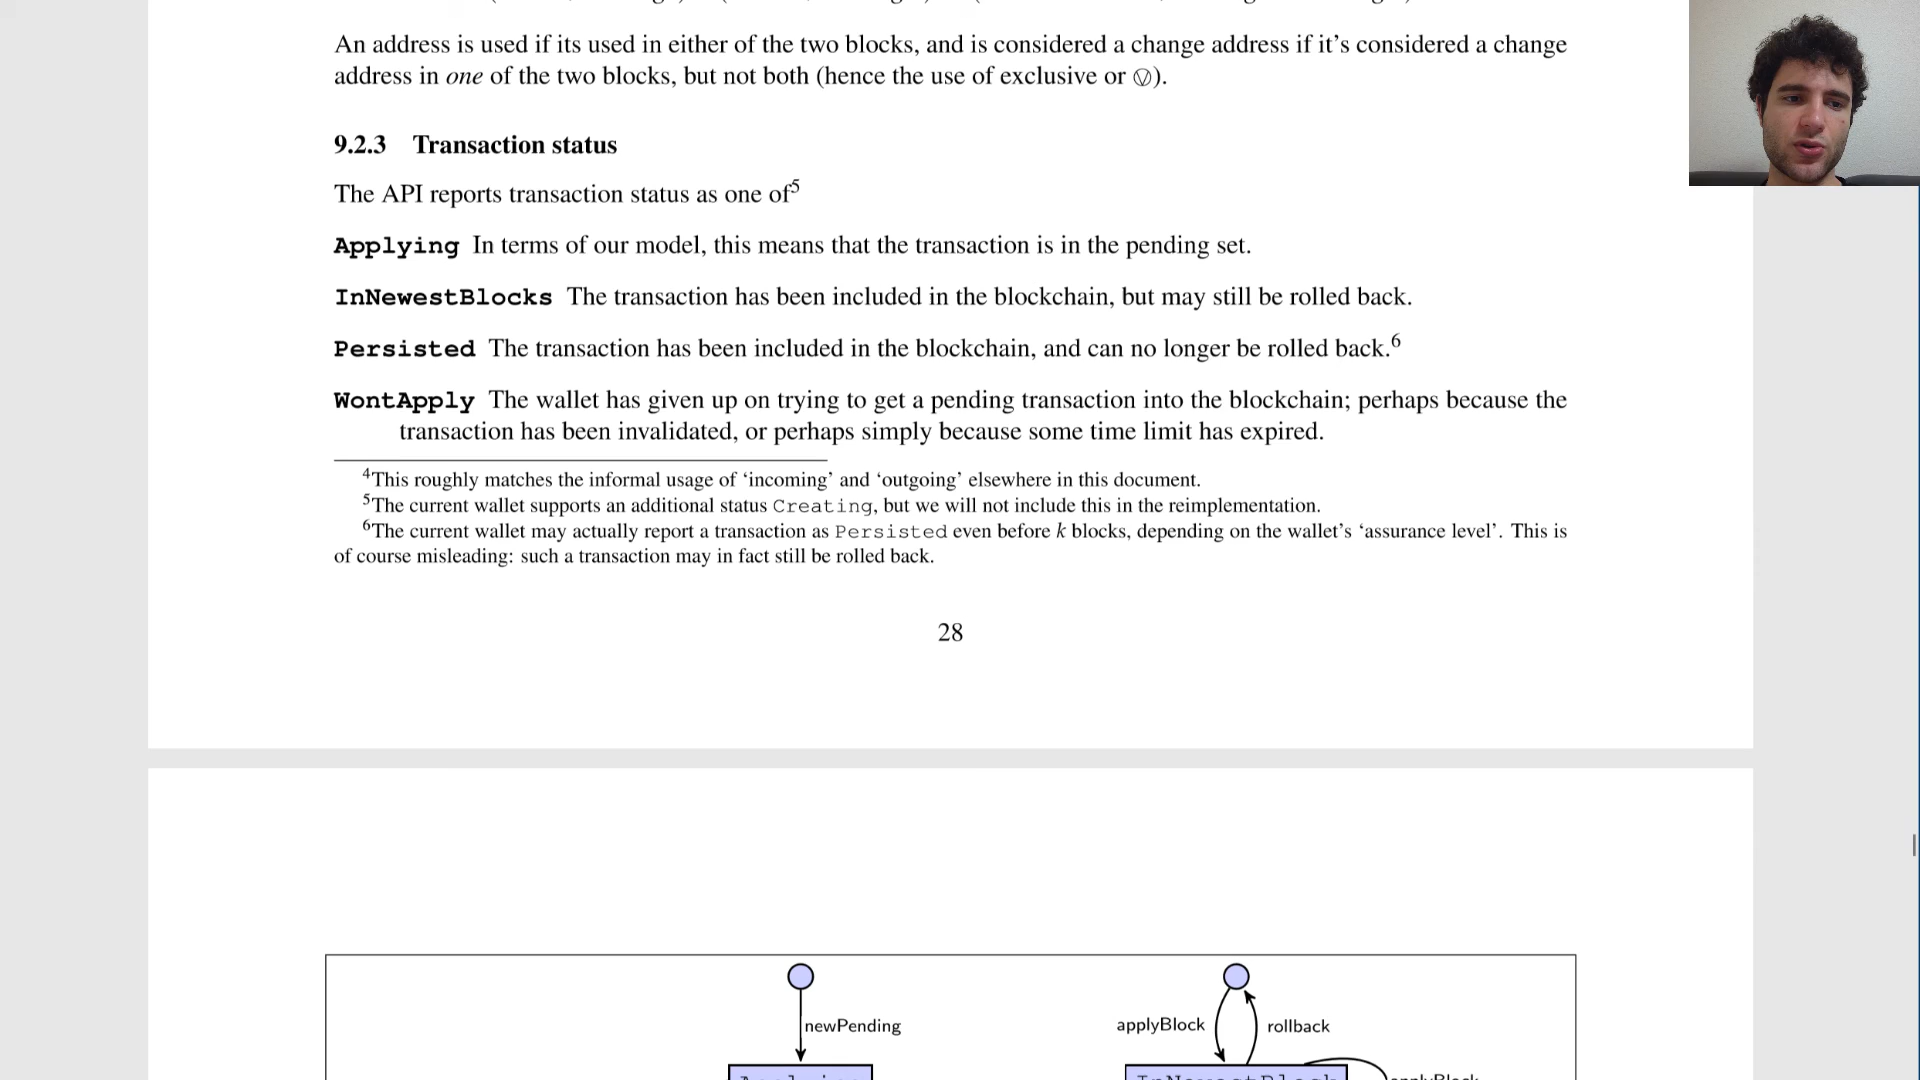 An address is used if its used in either of the two blocks, and is considered a change address if it’s considered a change
address in one of the two blocks, but not both (hence the use of exclusive or ⊻).
9.2.3 Transaction status
The API reports transaction status as one of⁵
Applying In terms of our model, this means that the transaction is in the pending set.
InNewestBlocks The transaction has been included in the blockchain, but may still be rolled back.
Persisted The transaction has been included in the blockchain, and can no longer be rolled back.⁶
WontApply The wallet has given up on trying to get a pending transaction into the blockchain; perhaps because the
transaction has been invalidated, or perhaps simply because some time limit has expired.
⁴This roughly matches the informal usage of ‘incoming’ and ‘outgoing’ elsewhere in this document.
⁵The current wallet supports an additional status Creating, but we will not include this in the reimplementation.
⁶The current wallet may actually report a transaction as Persisted even before k blocks, depending on the wallet’s ‘assurance level’. This is
of course misleading: such a transaction may in fact still be rolled back.
28
newPending
applyBlock
rollback